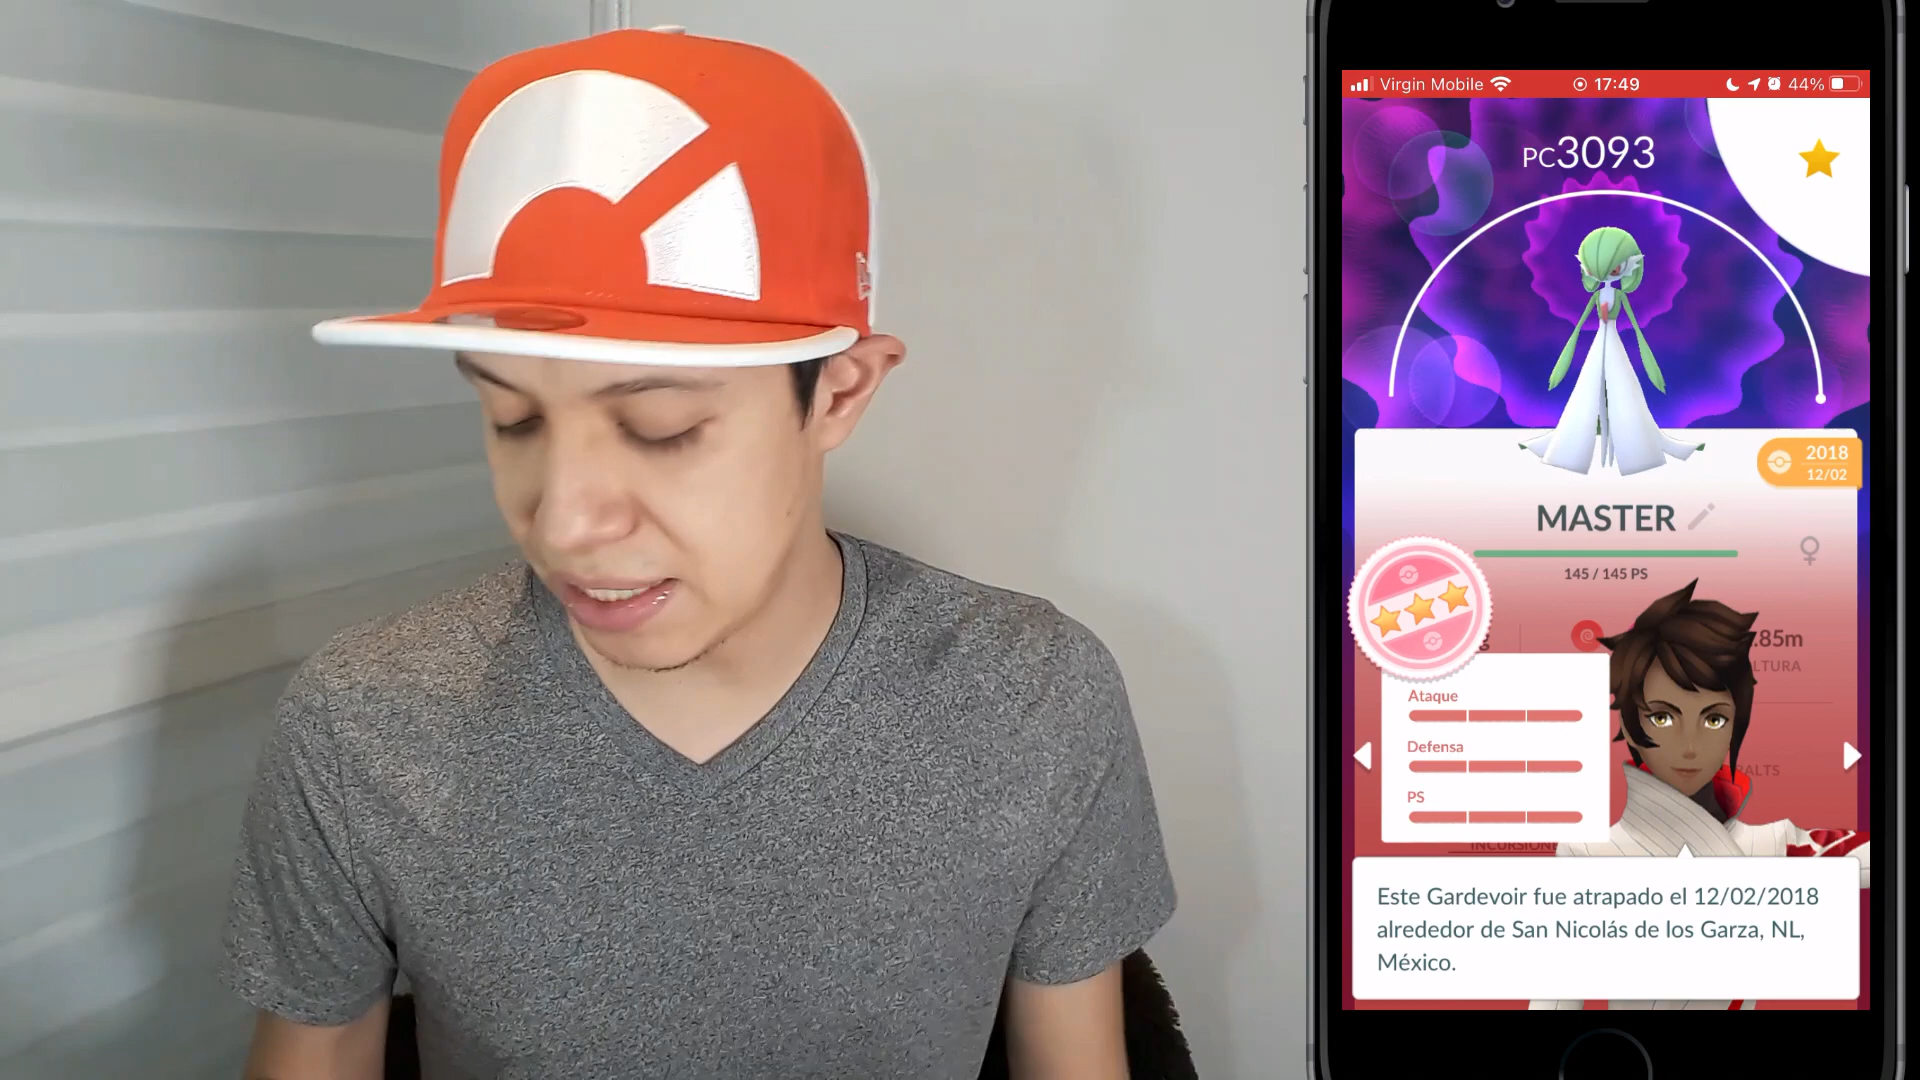 Virgin Mobile 17:49 44%
PC3093
2018
12/02
MASTER
145 / 145 PS
.85m
LTURA
Ataque
Defensa
PS
INCURSIONE
Este Gardevoir fue atrapado el 12/02/2018
alrededor de San Nicolás de los Garza, NL,
México.